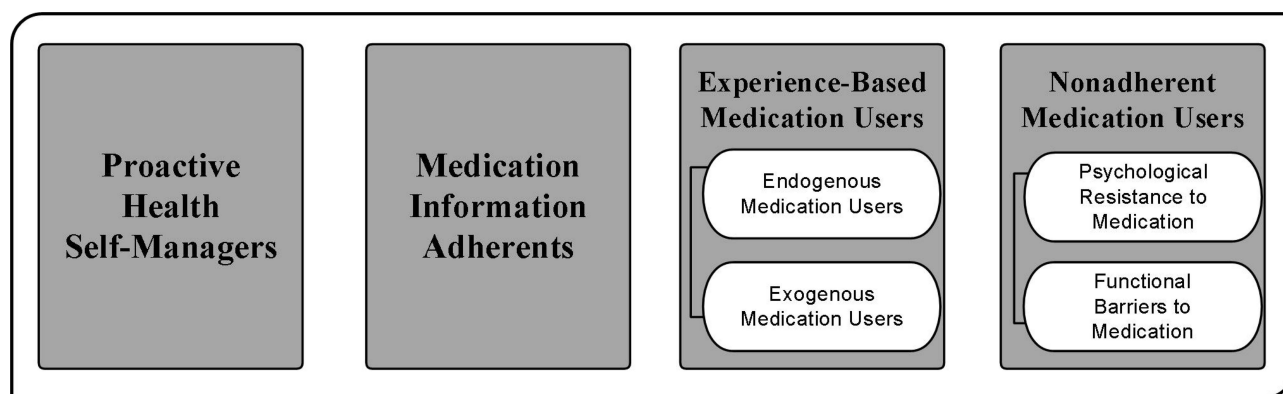 Proactive
Health
Self-Managers
Medication
Information
Adherents
Experience-Based
Medication Users
Endogenous
Medication Users
Exogenous
Medication Users
Nonadherent
Medication Users
Psychological
Resistance to
Medication
Functional
Barriers to
Medication